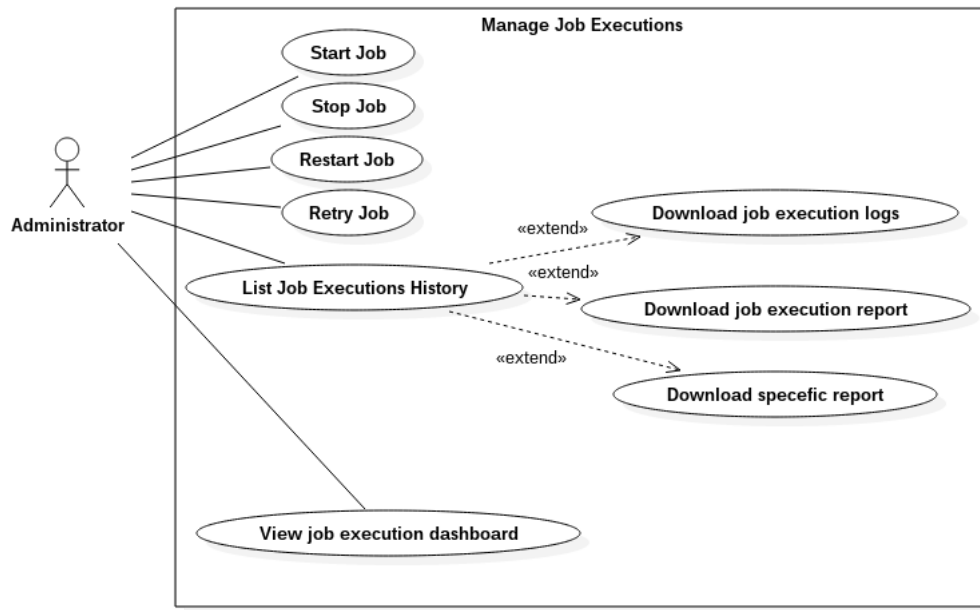 Manage Job Executions
Start Job
Stop Job
Restart Job
Retry Job
Administrator
Download job execution logs
«extend»
«extend»
List Job Executions History
Download job execution report
«extend»
Download specefic report
View job execution dashboard